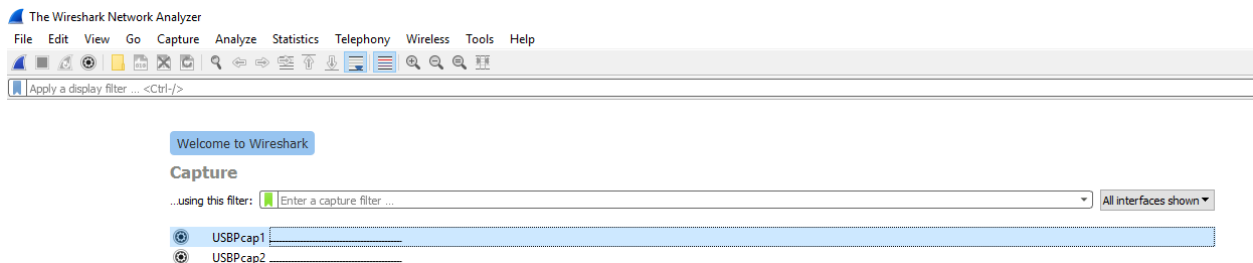 The Wireshark Network Analyzer
File Edit View Go Capture Analyze Statistics Telephony Wireless Tools Help
Apply a display filter ... <Ctrl-/>
Welcome to Wireshark
Capture
...using this filter: Enter a capture filter ... All interfaces shown
USBPcap1
USBPcap2